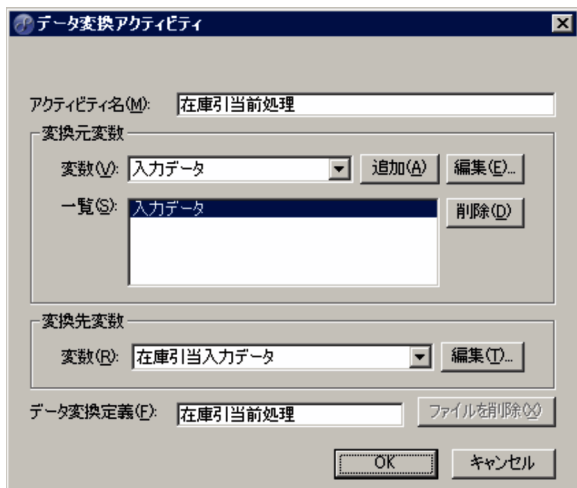 データ変換アクティビティ
アクティビティ名(M): 在庫引当前処理
変換元変数
変数(V): 入力データ 追加(A) 編集(E)...
一覧(S): 入力データ 削除(D)
変換先変数
変数(R): 在庫引当入力データ 編集(T)...
データ変換定義(F): 在庫引当前処理 ファイルを削除(X)
OK キャンセル